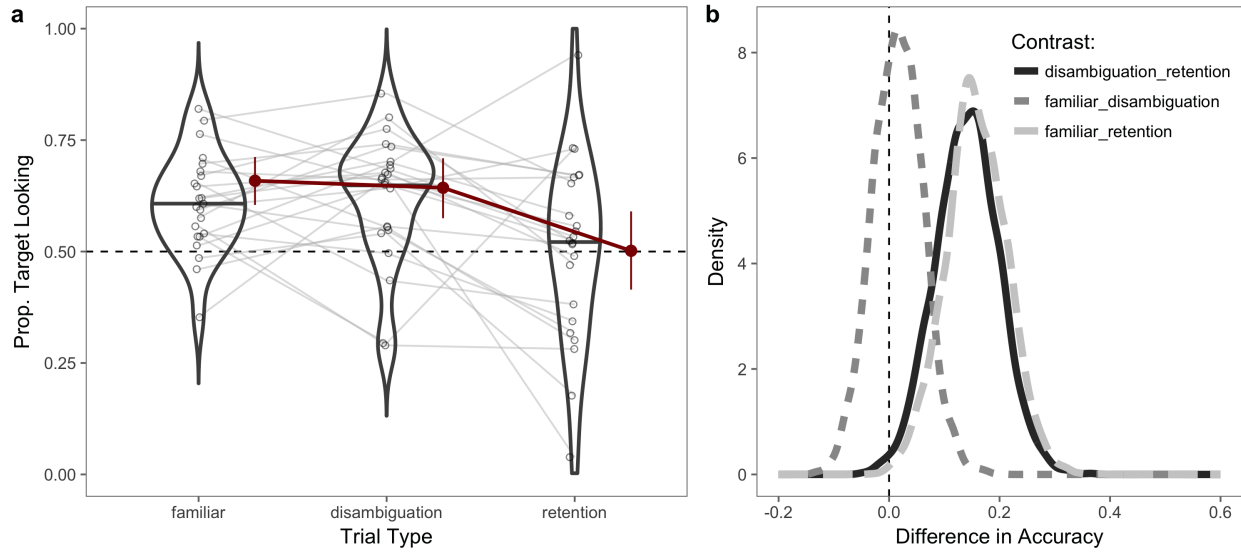 a
1.00
0.75
0.50
0.25
0.00
Prop. Target Looking
familiar
disambiguation
retention
Trial Type
b
8
6
4
2
0
Density
Contrast:
disambiguation_retention
familiar_disambiguation
familiar_retention
-0.2
0.0
0.2
0.4
0.6
Difference in Accuracy